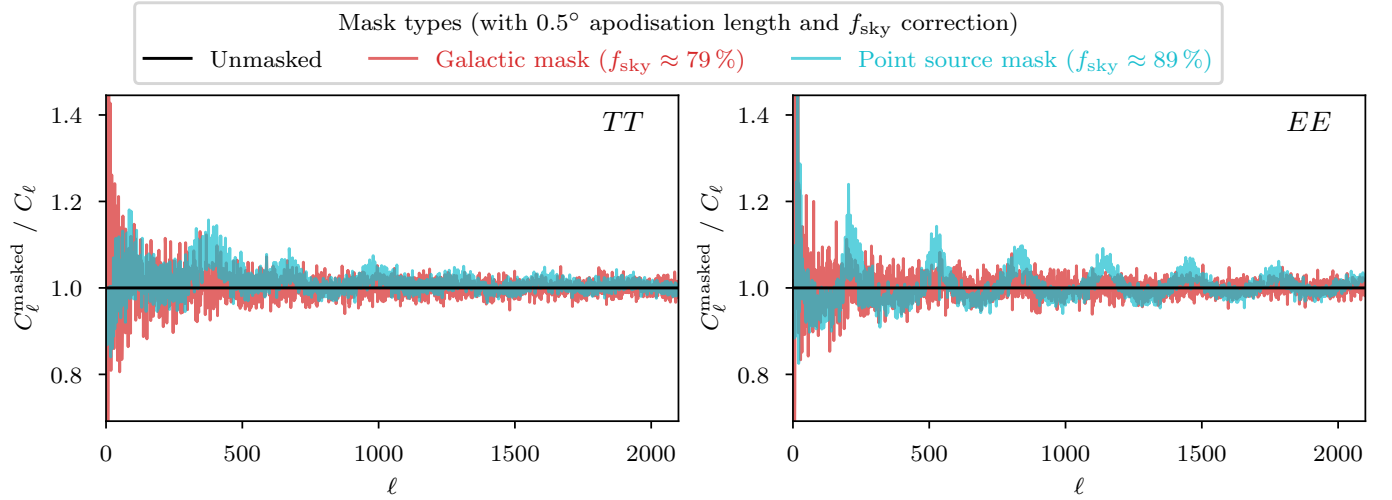 Mask types (with 0.5° apodisation length and f_sky correction)
Unmasked
Galactic mask (f_sky ≈ 79 %)
Point source mask (f_sky ≈ 89 %)
TT
C_ℓ^masked / C_ℓ
1.4
1.2
1.0
0.8
0 500 1000 1500 2000
ℓ
EE
C_ℓ^masked / C_ℓ
1.4
1.2
1.0
0.8
0 500 1000 1500 2000
ℓ